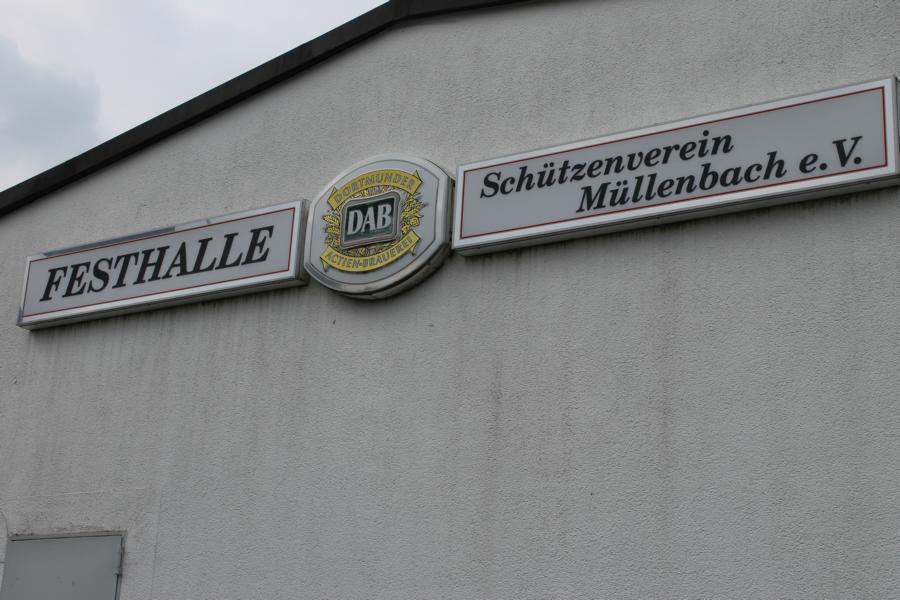 FESTHALLE
DORTMUNDER
DAB
ACTIEN-BRAUEREI
Schützenverein
Müllenbach e.V.